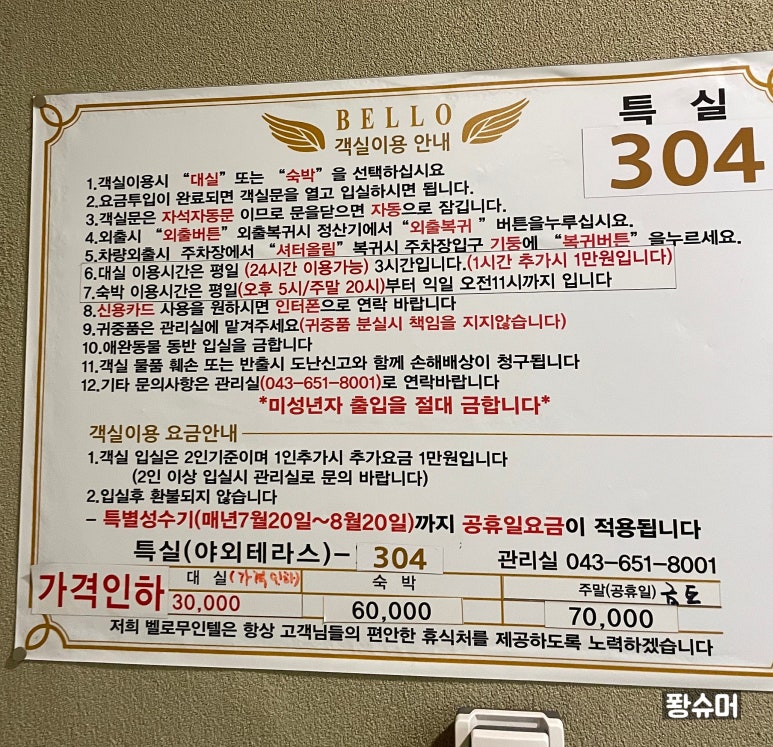 BELLO
객실이용 안내
특 실
304
1.객실이용시 “대실” 또는 “숙박”을 선택하십시요
2.요금투입이 완료되면 객실문을 열고 입실하시면 됩니다.
3.객실문은 자석자동문 이므로 문을닫으면 자동으로 잠깁니다.
4.외출시 “외출버튼” 외출복귀시 정산기에서 “외출복귀 ” 버튼을누루십시요.
5.차량외출시 주차장에서 “셔터올림” 복귀시 주차장입구 기둥에 “복귀버튼”을누르세요.
6.대실 이용시간은 평일 (24시간 이용가능) 3시간입니다.(1시간 추가시 1만원입니다)
7.숙박 이용시간은 평일(오후 5시/주말 20시)부터 익일 오전11시까지 입니다
8.신용카드 사용을 원하시면 인터폰으로 연락 바랍니다
9.귀중품은 관리실에 맡겨주세요(귀중품 분실시 책임을 지지않습니다)
10.애완동물 동반 입실을 금합니다
11.객실 물품 훼손 또는 반출시 도난신고와 함께 손해배상이 청구됩니다
12.기타 문의사항은 관리실(043-651-8001)로 연락바랍니다
*미성년자 출입을 절대 금합니다*
객실이용 요금안내
1.객실 입실은 2인기준이며 1인추가시 추가요금 1만원입니다
(2인 이상 입실시 관리실로 문의 바랍니다)
2.입실후 환불되지 않습니다
- 특별성수기(매년7월20일~8월20일)까지 공휴일요금이 적용됩니다
특실(야외테라스)- 304 관리실 043-651-8001
가격인하 대 실 (가격인하) 숙 박 주말(공휴일) 금토
30,000 60,000 70,000
저희 벨로무인텔은 항상 고객님들의 편안한 휴식처를 제공하도록 노력하겠습니다
퐝슈머